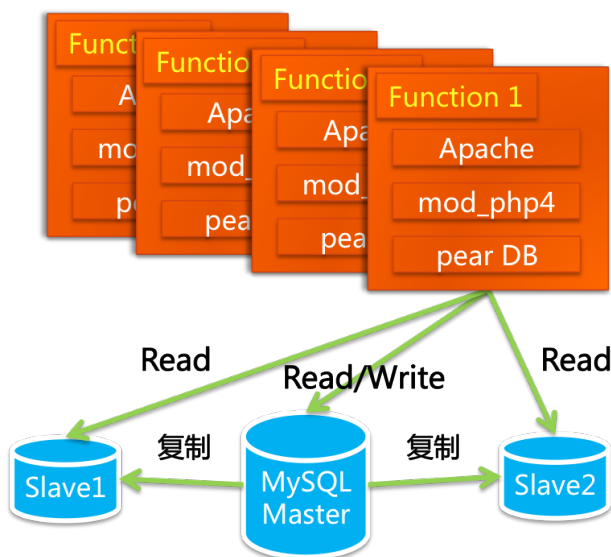 Function 1
Apache
mod_php4
pear DB
Read
Read/Write
Read
复制
复制
Slave1
MySQL
Master
Slave2